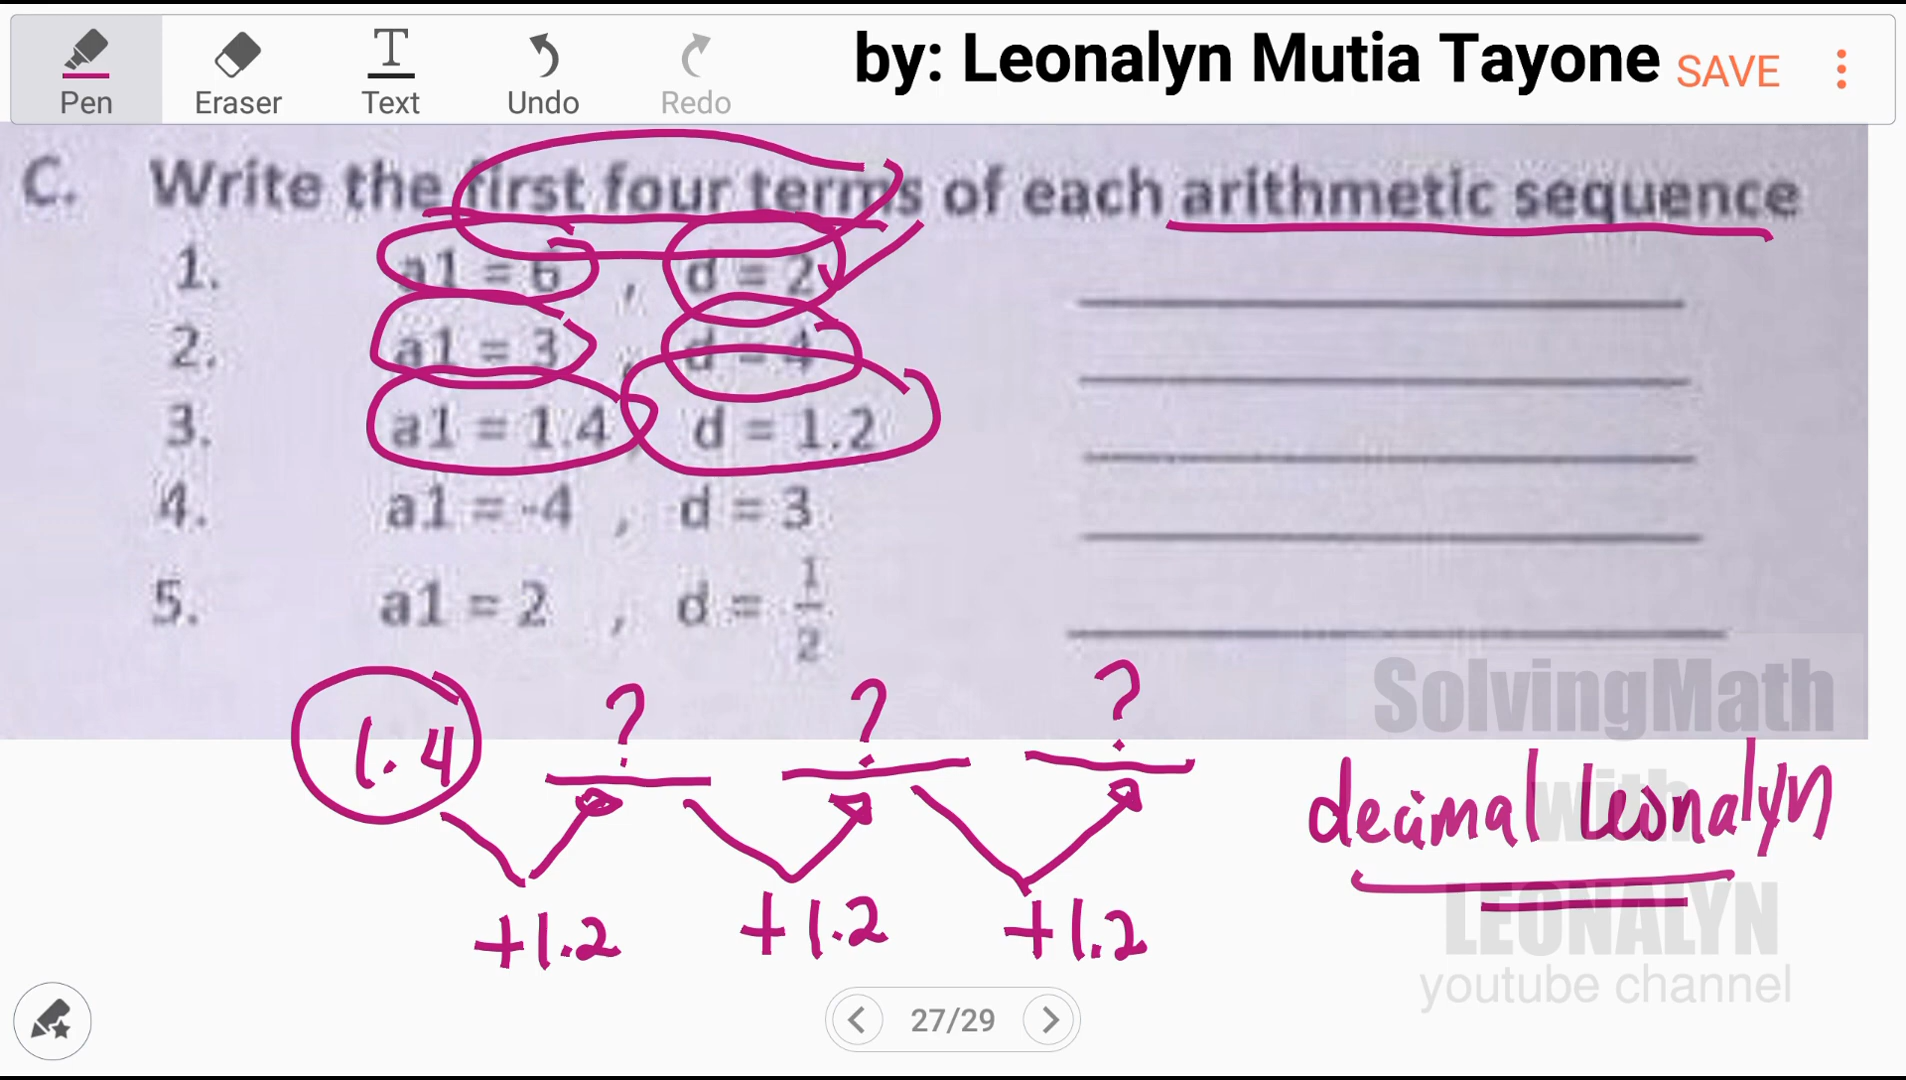 by: Leonalyn Mutia Tayone
SAVE
Pen
Eraser
Text
Undo
Redo
C. Write the first four terms of each arithmetic sequence
1. a1 = 6 , d = 2
2. a1 = 3 , d = 4
3. a1 = 1.4 , d = 1.2
4. a1 = -4 , d = 3
5. a1 = 2 , d = 1/2
1.4 ? ? ?
+1.2 +1.2 +1.2
decimal Leonalyn
SolvingMath
with
LEONALYN
youtube channel
27/29